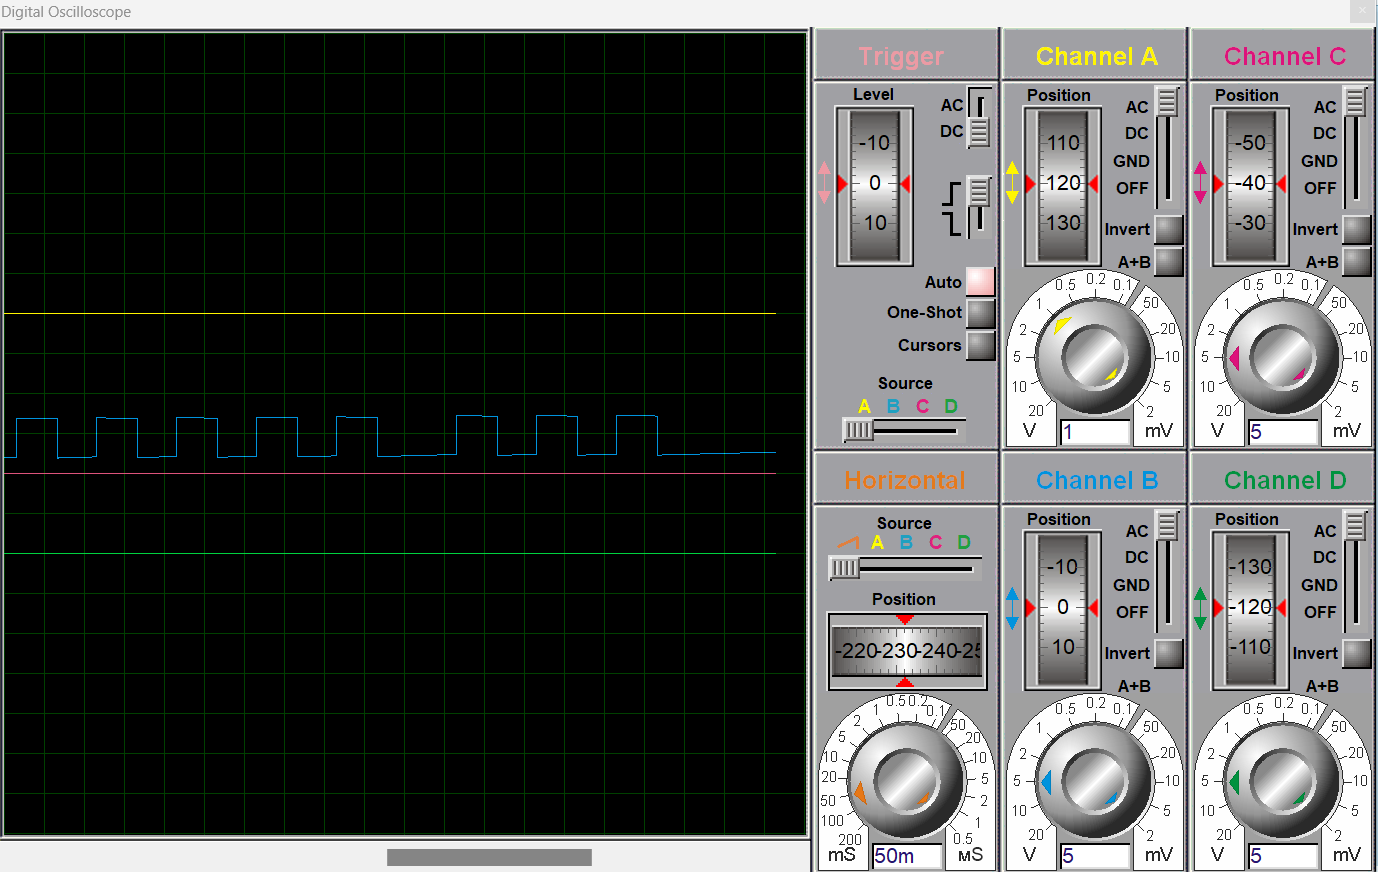 Digital Oscilloscope
Trigger
Level
AC
DC
-10
0
10
Auto
One-Shot
Cursors
Source
A B C D
Channel A
Position
AC
DC
GND
OFF
110
120
130
Invert
A+B
0.5 0.2 0.1
1 50
2 20
5 10
10 5
20 2
V 1 mV
Channel C
Position
AC
DC
GND
OFF
-50
-40
-30
Invert
A+B
0.5 0.2 0.1
1 50
2 20
5 10
10 5
20 2
V 5 mV
Horizontal
Source
A B C D
Position
-220-230-240-25
1 0.5 0.2 0.1
2 50
5 20
10 10
20 5
50 2
100 1
200 0.5
mS 50m мS
Channel B
Position
AC
DC
GND
OFF
-10
0
10
Invert
A+B
0.5 0.2 0.1
1 50
2 20
5 10
10 5
20 2
V 5 mV
Channel D
Position
AC
DC
GND
OFF
-130
-120
-110
Invert
A+B
0.5 0.2 0.1
1 50
2 20
5 10
10 5
20 2
V 5 mV